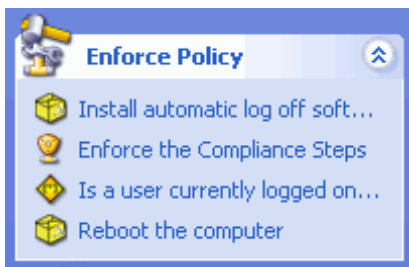 Enforce Policy
Install automatic log off soft...
Enforce the Compliance Steps
Is a user currently logged on...
Reboot the computer